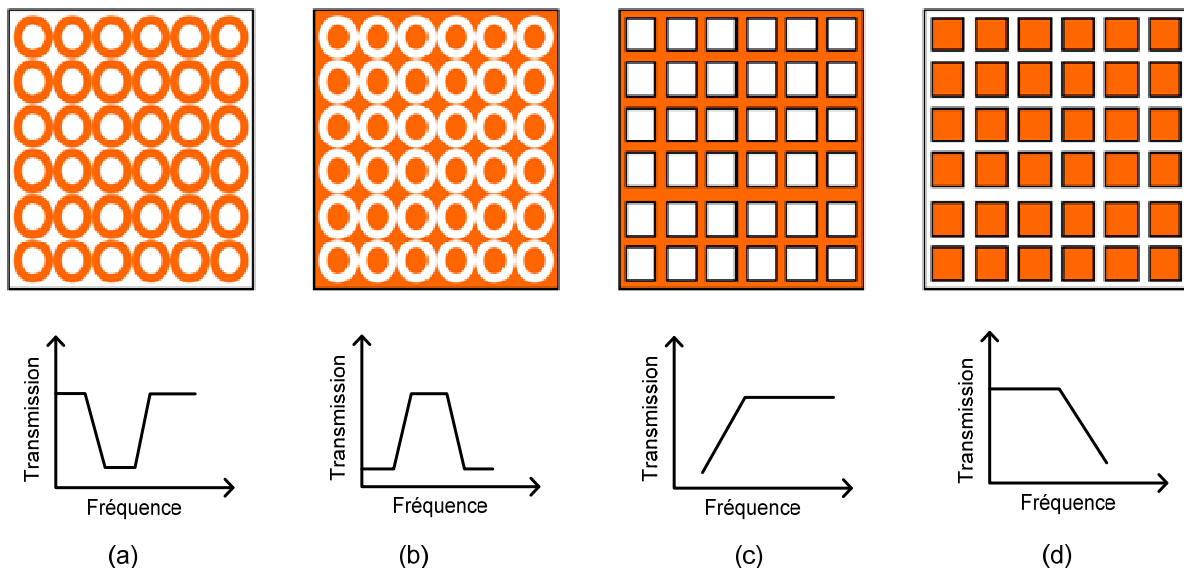 Transmission
Fréquence
(a)
Transmission
Fréquence
(b)
Transmission
Fréquence
(c)
Transmission
Fréquence
(d)